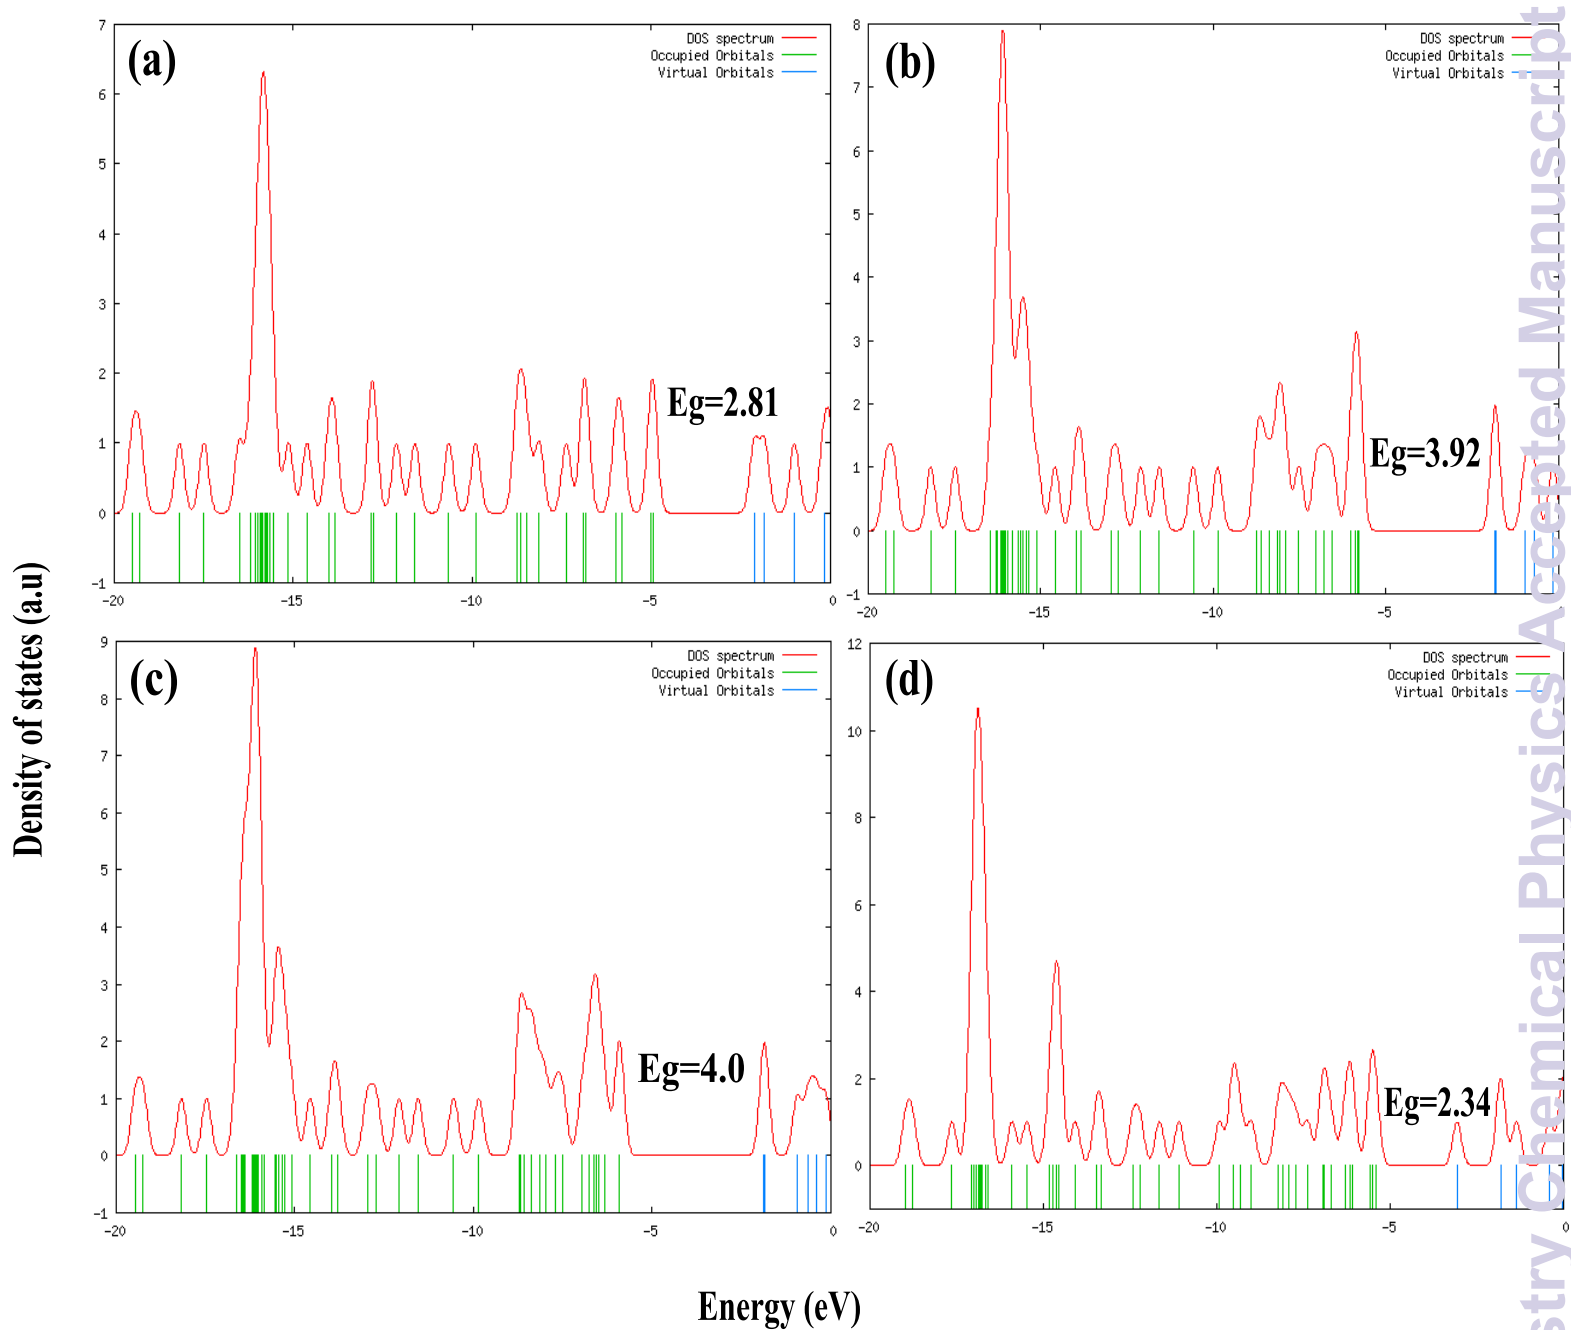 (a)
DOS spectrum
Occupied Orbitals
Virtual Orbitals
7
6
5
4
3
2
1
0
-1
Eg=2.81
-20
-15
-10
-5
0
(b)
DOS spectrum
Occupied Orbitals
Virtual Orbitals
8
7
6
5
4
3
2
1
0
-1
Eg=3.92
-20
-15
-10
-5
(c)
DOS spectrum
Occupied Orbitals
Virtual Orbitals
9
8
7
6
5
4
3
2
1
0
-1
Eg=4.0
-20
-15
-10
-5
0
(d)
DOS spectrum
Occupied Orbitals
Virtual Orbitals
12
10
8
6
4
2
0
Eg=2.34
-20
-15
-10
-5
0
Density of states (a.u)
Energy (eV)
stry Chemical Physics Accepted Manuscript